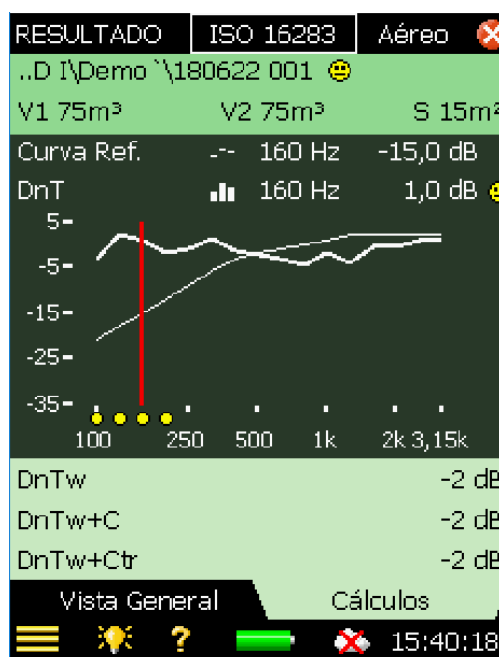 RESULTADO ISO 16283 Aéreo
..D I\Demo `\180622 001
V1 75m³ V2 75m³ S 15m²
Curva Ref. 160 Hz -15,0 dB
DnT 160 Hz 1,0 dB
5
-5
-15
-25
-35
100 250 500 1k 2k 3,15k
DnTw -2 dB
DnTw+C -2 dB
DnTw+Ctr -2 dB
Vista General Cálculos
? 15:40:18